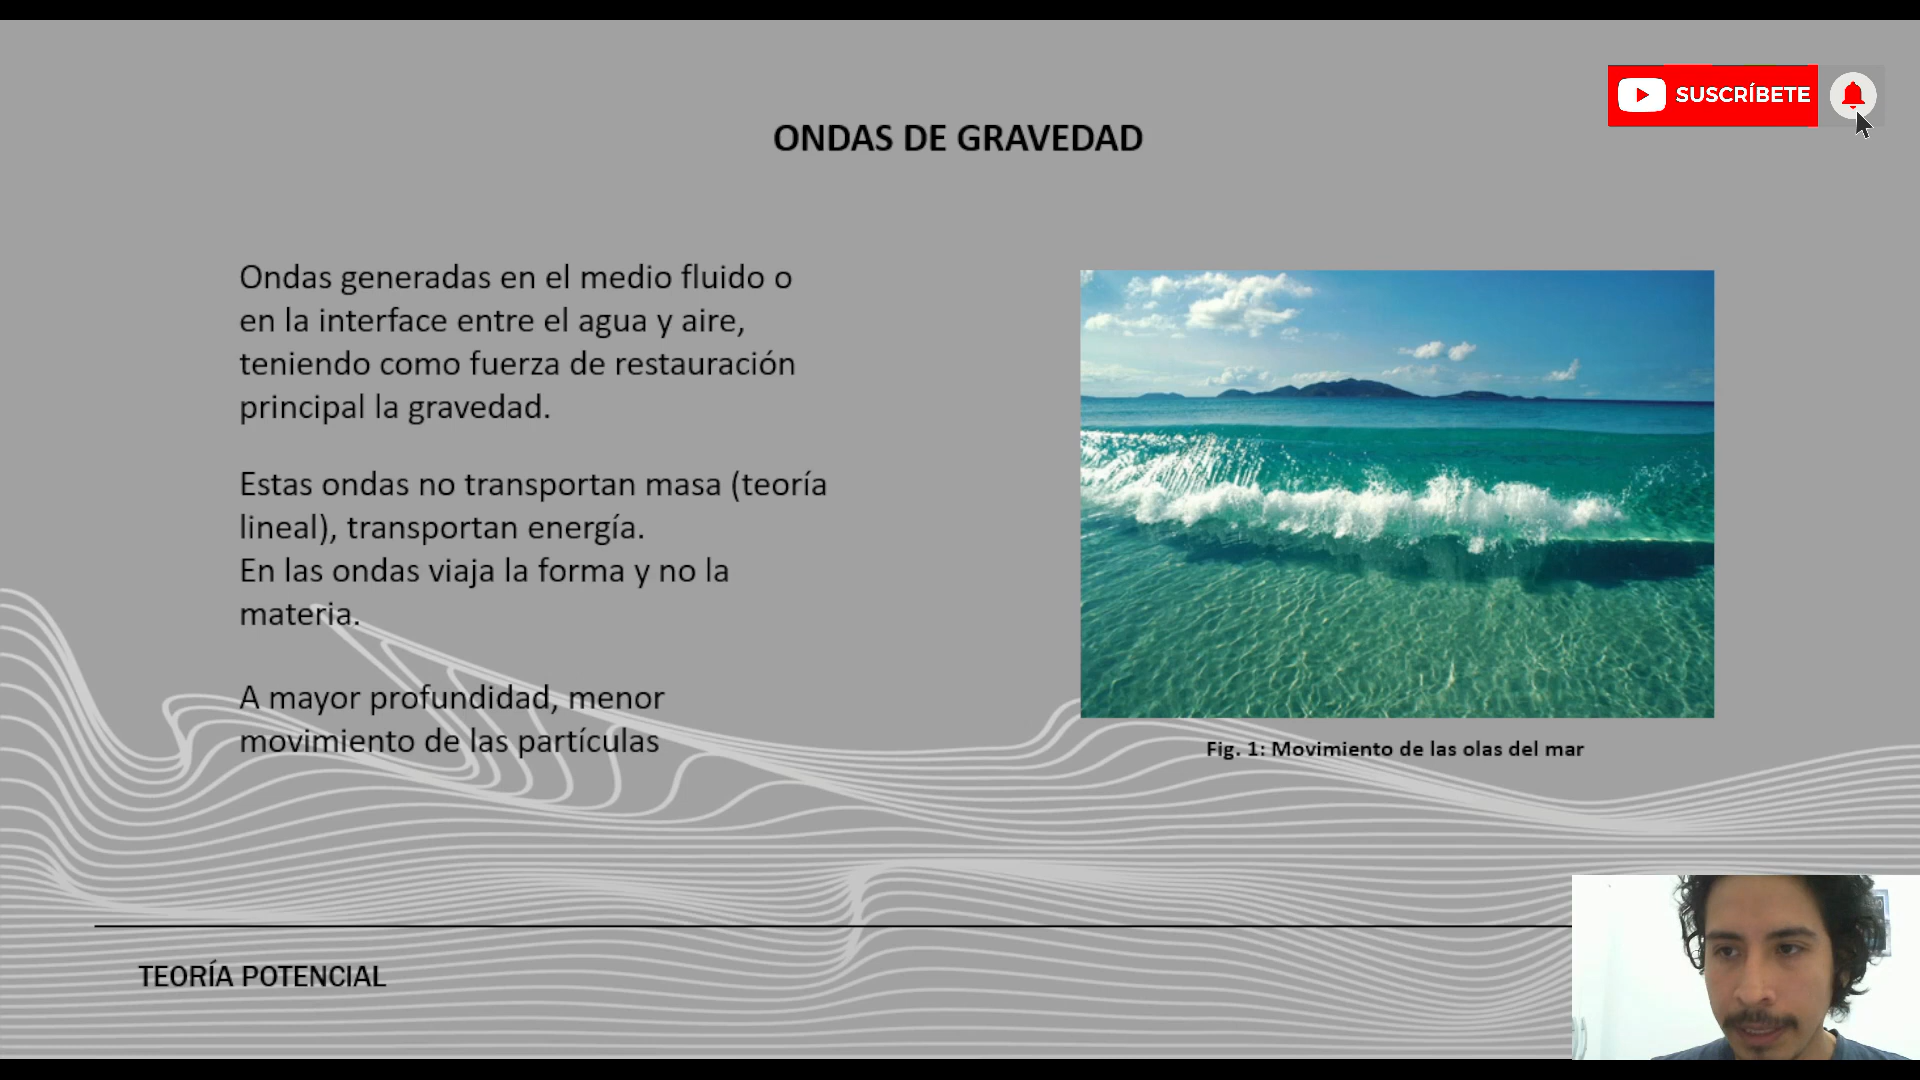 SUSCRÍBETE
ONDAS DE GRAVEDAD
Ondas generadas en el medio fluido o
en la interface entre el agua y aire,
teniendo como fuerza de restauración
principal la gravedad.
Estas ondas no transportan masa (teoría
lineal), transportan energía.
En las ondas viaja la forma y no la
materia.
A mayor profundidad, menor
movimiento de las partículas
Fig. 1: Movimiento de las olas del mar
TEORÍA POTENCIAL